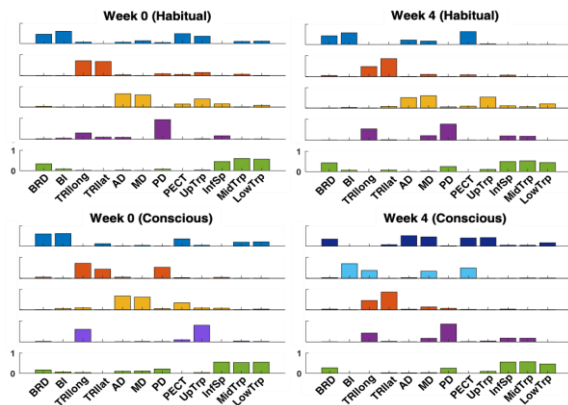 Week 0 (Habitual)
Week 4 (Habitual)
1
0
BRD BI TRIlong TRIlat AD MD PD PECT UpTrp InfSp MidTrp LowTrp
BRD BI TRIlong TRIlat AD MD PD PECT UpTrp InfSp MidTrp LowTrp
Week 0 (Conscious)
Week 4 (Conscious)
1
0
BRD BI TRIlong TRIlat AD MD PD PECT UpTrp InfSp MidTrp LowTrp
BRD BI TRIlong TRIlat AD MD PD PECT UpTrp InfSp MidTrp LowTrp